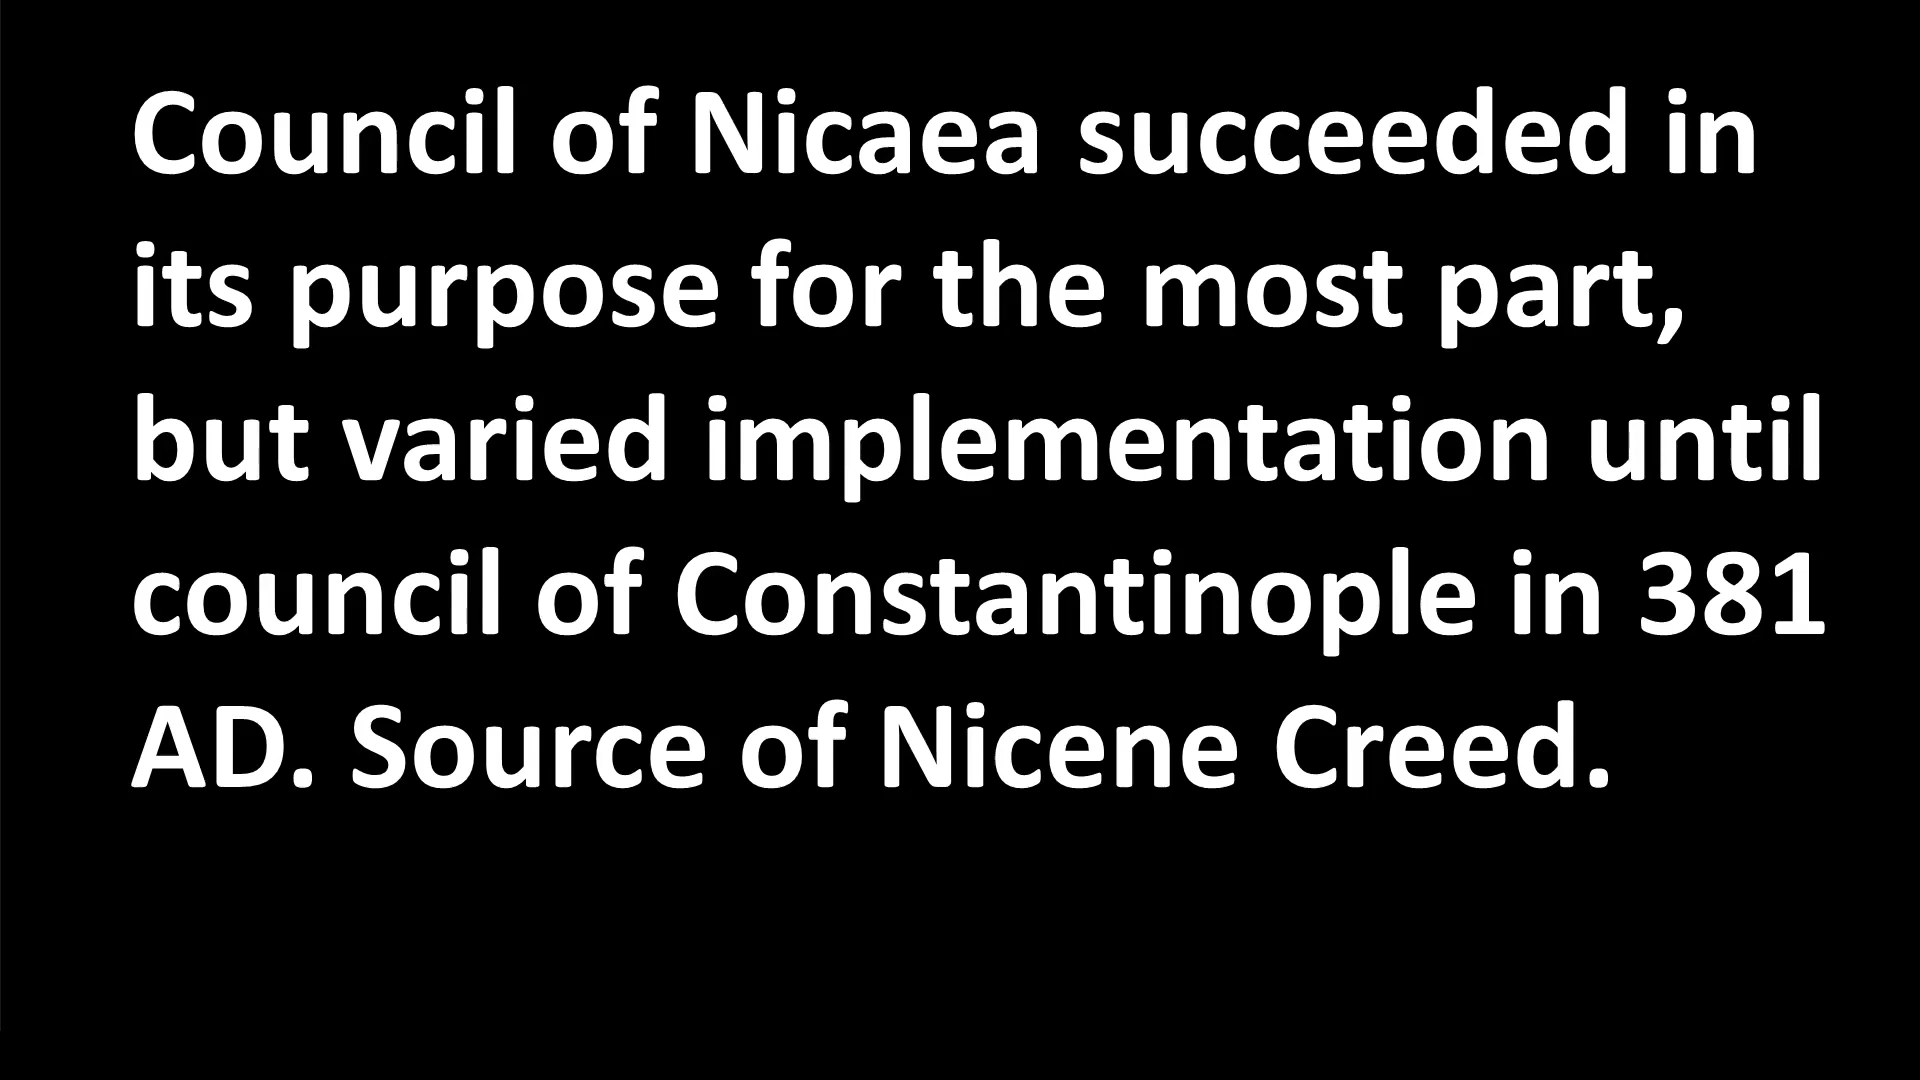 Council of Nicaea succeeded in
its purpose for the most part,
but varied implementation until
council of Constantinople in 381
AD. Source of Nicene Creed.